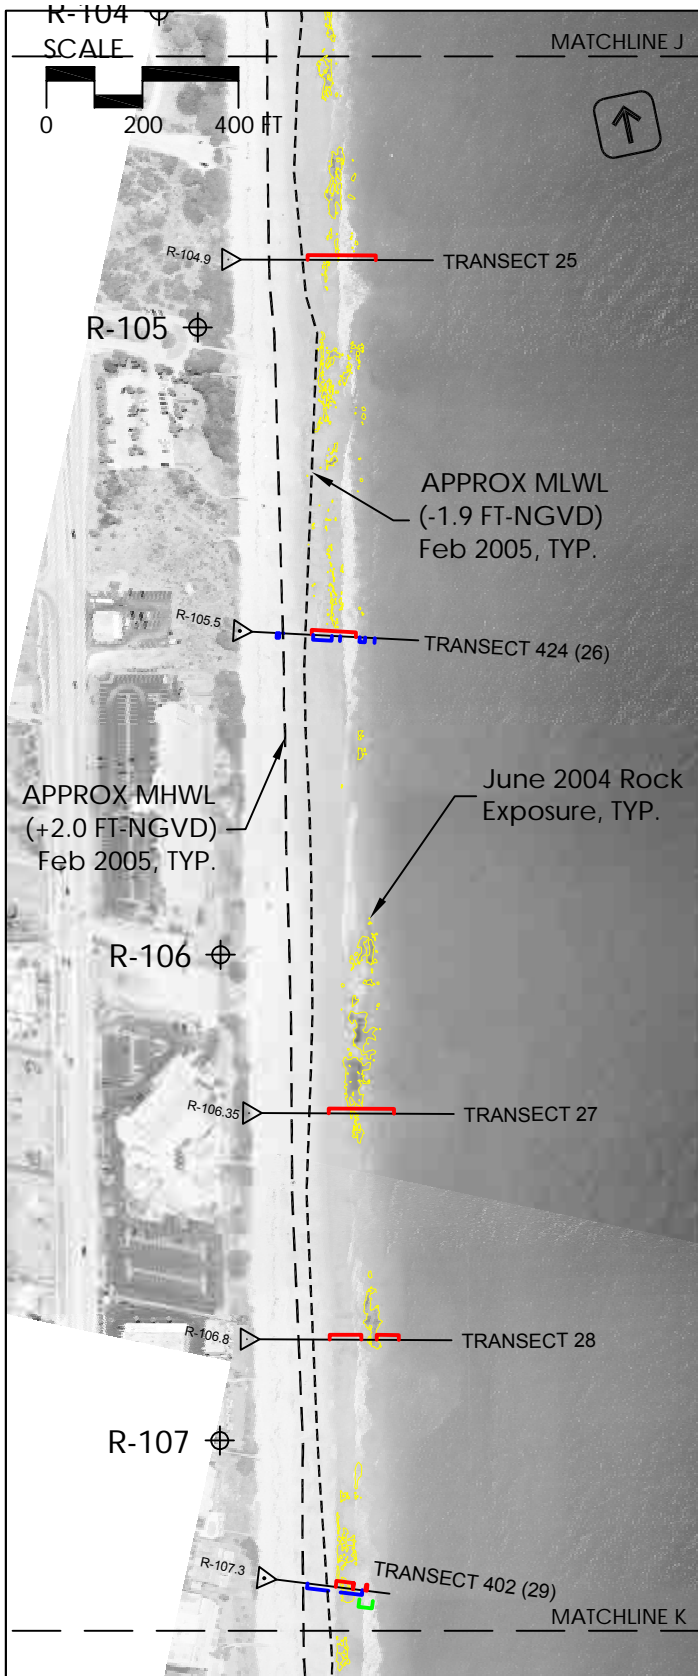 R-104
SCALE
MATCHLINE J
0 200 400 FT
R-104.9
TRANSECT 25
R-105
APPROX MLWL
(-1.9 FT-NGVD)
Feb 2005, TYP.
R-105.5
TRANSECT 424 (26)
APPROX MHWL
(+2.0 FT-NGVD)
Feb 2005, TYP.
June 2004 Rock
Exposure, TYP.
R-106
R-106.35
TRANSECT 27
R-106.8
TRANSECT 28
R-107
R-107.3
TRANSECT 402 (29)
MATCHLINE K